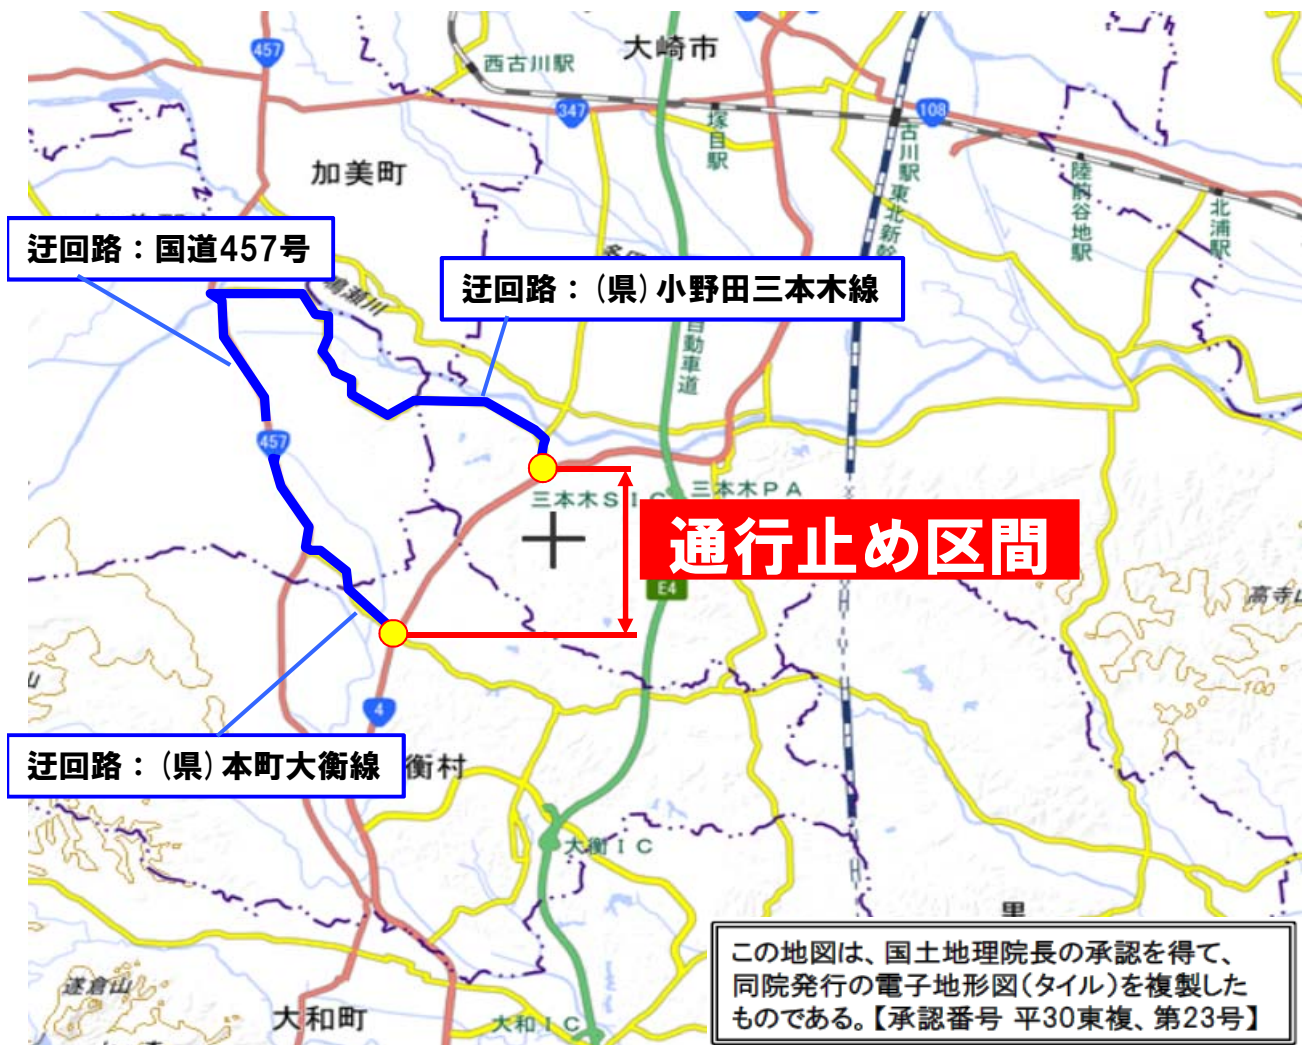 457
西古川駅
大崎市
347
塚目駅
108
古川駅
東北新幹
陸前谷地駅
北浦駅
加美町
迂回路：国道457号
鳴瀬川
迂回路：(県)小野田三本木線
自動車道
457
三本木ＳＩＣ
三本木ＰＡ
通行止め区間
E4
高寺山
4
迂回路：(県)本町大衡線
衡村
大衡ＩＣ
100
黒
遂倉山
大和町
大和ＩＣ
この地図は、国土地理院長の承認を得て、
同院発行の電子地形図(タイル)を複製した
ものである。【承認番号 平30東複、第23号】